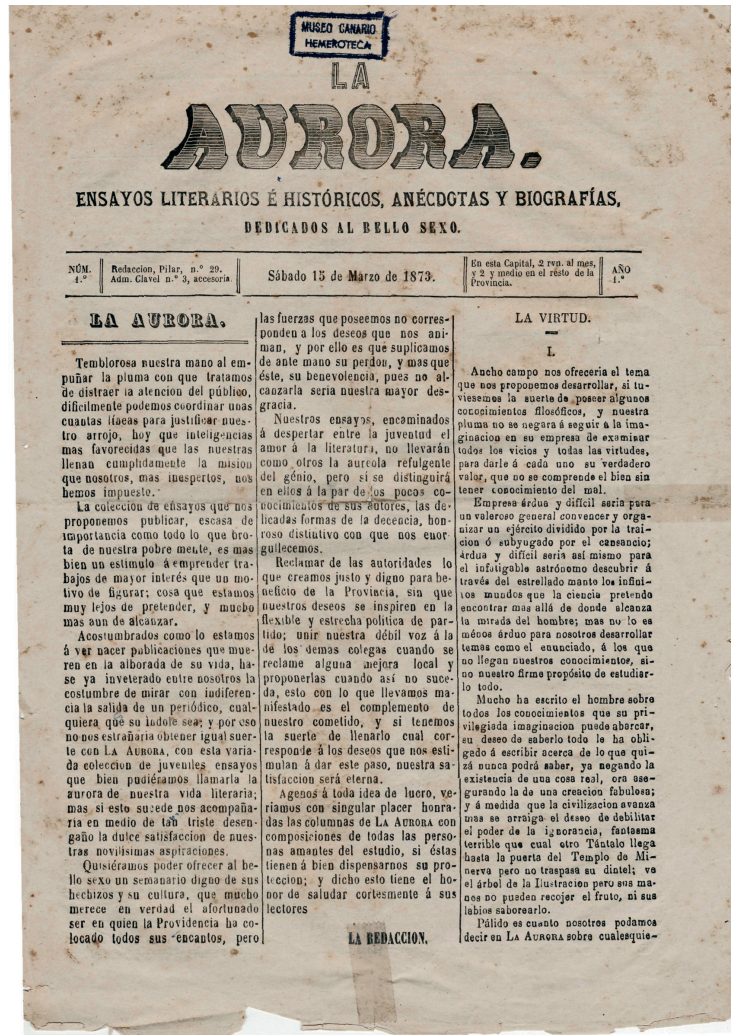 MUSEO CANARIO
HEMEROTECA
LA
AURORA.
ENSAYOS LITERARIOS É HISTÓRICOS, ANÉCDOTAS Y BIOGRAFÍAS,
DEDICADOS AL BELLO SEXO.
NÚM.
1.º
Redaccion, Pilar, n.º 29.
Adm. Clavel n.º 3, accesoria.
Sábado 15 de Marzo de 1873.
En esta Capital, 2 rvn. al mes,
y 2 y medio en el resto de la
Provincia.
AÑO
1.º
LA AURORA.
Temblorosa nuestra mano al em-
puñar la pluma con que tratamos
de distraer la atencion del público,
dificilmente podemos coordinar unas
cuantas líneas para justificar nues-
tro arrojo, hoy que inteligencias
mas favorecidas que las nuestras
llenan cumplidamente la mision
que nosotros, mas inespertos, nos
hemos impuesto.
La coleccion de ensayos que nos
proponemos publicar, escasa de
importancia como todo lo que bro-
ta de nuestra pobre mente, es mas
bien un estímulo á emprender tra-
bajos de mayor interés que un mo-
tivo de figurar; cosa que estamos
muy lejos de pretender, y mucho
mas aun de alcanzar.
Acostumbrados como lo estamos
á ver nacer publicaciones que mue-
ren en la alborada de su vida, ha-
se ya inveterado entre nosotros la
costumbre de mirar con indiferen-
cia la salida de un periódico, cual-
quiera que su índole sea; y por eso
no nos estrañaria obtener igual suer-
te con LA AURORA, con esta varia-
da coleccion de juveniles ensayos
que bien pudiéramos llamarla la
aurora de nuestra vida literaria;
mas si esto sucede nos acompaña-
ria en medio de tan triste desen-
gaño la dulce satisfaccion de nues-
tras novilísimas aspiraciones.
Quisiéramos poder ofrecer al be-
llo sexo un semanario digno de sus
hechizos y su cultura, que mucho
merece en verdad el afortunado
ser en quien la Providencia ha co-
locado todos sus encantos, pero
las fuerzas que poseemos no corres-
ponden a los deseos que nos ani-
man, y por ello es que suplicamos
de ante mano su perdon, y mas que
éste, su benevolencia, pues no al-
canzarla seria nuestra mayor des-
gracia.
Nuestros ensayos, encaminados
á despertar entre la juventud el
amor á la literatura, no llevarán
como otros la aureola refulgente
del génio, pero si se distinguirá
en ellos á la par de los pocos co-
nocimientos de sus autores, las de-
licadas formas de la decencia, hon-
roso distintivo con que nos enor-
gullecemos.
Reclamar de las autoridades lo
que creamos justo y digno para be-
neficio de la Provincia, sin que
nuestros deseos se inspiren en la
flexible y estrecha política de par-
tido; unir nuestra débil voz á la
de los demas colegas cuando se
reclame alguna mejora local y
proponerlas cuando así no suce-
da, esto con lo que llevamos ma-
nifestado es el complemento de
nuestro cometido, y si tenemos
la suerte de llenarlo cual cor-
responde á los deseos que nos esti-
mulan á dar este paso, nuestra sa-
tisfaccion será eterna.
Agenos á toda idea de lucro, ve-
riamos con singular placer honra-
das las columnas de LA AURORA con
composiciones de todas las perso-
nas amantes del estudio, si éstas
tienen á bien dispensarnos su pro-
teccion; y dicho esto tiene el ho-
nor de saludar cortesmente á sus
lectores
LA REDACCION.
LA VIRTUD.
I.
Ancho campo nos ofreceria el tema
que nos proponemos desarrollar, si tu-
viesemos la suerte de poseer algunos
conocimientos filosóficos, y nuestra
pluma no se negara á seguir á la ima-
ginacion en su empresa de examinar
todos los vicios y todas las virtudes,
para darle á cada uno su verdadero
valor, que no se comprende el bien sin
tener conocimiento del mal.
Empresa árdua y difícil seria para
un valeroso general convencer y orga-
nizar un ejército dividido por la trai-
cion ó subyugado por el cansancio;
árdua y difícil seria así mismo para
el infatigable astrónomo descubrir á
través del estrellado manto los infini-
tos mundos que la ciencia pretende
encontrar mas allá de donde alcanza
la mirada del hombre; mas no lo es
ménos árduo para nosotros desarrollar
temas como el enunciado, á los que
no llegan nuestros conocimientos, si-
no nuestro firme propósito de estudiar-
lo todo.
Mucho ha escrito el hombre sobre
todos los conocimientos que su pri-
vilegiada imaginacion puede abarcar,
su deseo de saberlo todo le ha obli-
gado á escribir acerca de lo que qui-
zá nunca podrá saber, ya negando la
existencia de una cosa real, ora ase-
gurando la de una creacion fabulosa;
y á medida que la civilizacion avanza
mas se arraiga el deseo de debilitar
el poder de la ignorancia, fantasma
terrible que cual otro Tántalo llega
hasta la puerta del Templo de Mi-
nerva pero no traspasa su dintel; ve
el árbol de la Ilustracion pero sus ma-
nos no pueden recojer el fruto, ni sus
labios saborearlo.
Pálido es cuanto nosotros podamos
decir en LA AURORA sobre cualesquie-